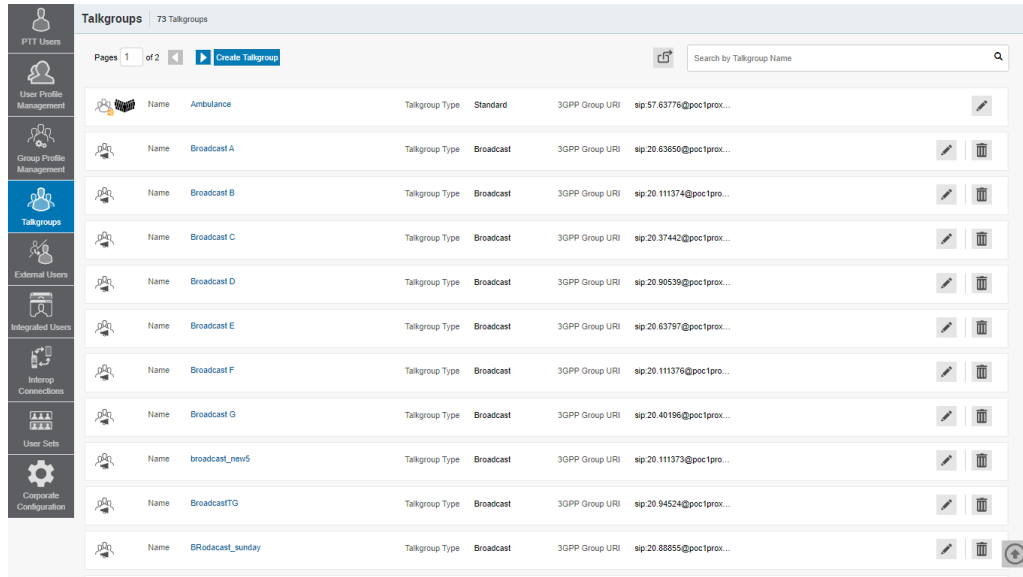 Talkgroups 73 Talkgroups
PTT Users
User Profile
Management
Group Profile
Management
Talkgroups
External Users
Integrated Users
Interop
Connections
User Sets
Corporate
Configuration
Pages 1 of 2 Create Talkgroup Search by Talkgroup Name
Name Ambulance Talkgroup Type Standard 3GPP Group URI sip:57.63776@poc1prox...
Name Broadcast A Talkgroup Type Broadcast 3GPP Group URI sip:20.63650@poc1prox...
Name Broadcast B Talkgroup Type Broadcast 3GPP Group URI sip:20.111374@poc1pro...
Name Broadcast C Talkgroup Type Broadcast 3GPP Group URI sip:20.37442@poc1prox...
Name Broadcast D Talkgroup Type Broadcast 3GPP Group URI sip:20.90539@poc1prox...
Name Broadcast E Talkgroup Type Broadcast 3GPP Group URI sip:20.63797@poc1prox...
Name Broadcast F Talkgroup Type Broadcast 3GPP Group URI sip:20.111376@poc1pro...
Name Broadcast G Talkgroup Type Broadcast 3GPP Group URI sip:20.40196@poc1prox...
Name broadcast_new5 Talkgroup Type Broadcast 3GPP Group URI sip:20.111373@poc1pro...
Name BroadcastTG Talkgroup Type Broadcast 3GPP Group URI sip:20.94524@poc1prox...
Name BRodacast_sunday Talkgroup Type Broadcast 3GPP Group URI sip:20.88855@poc1prox...